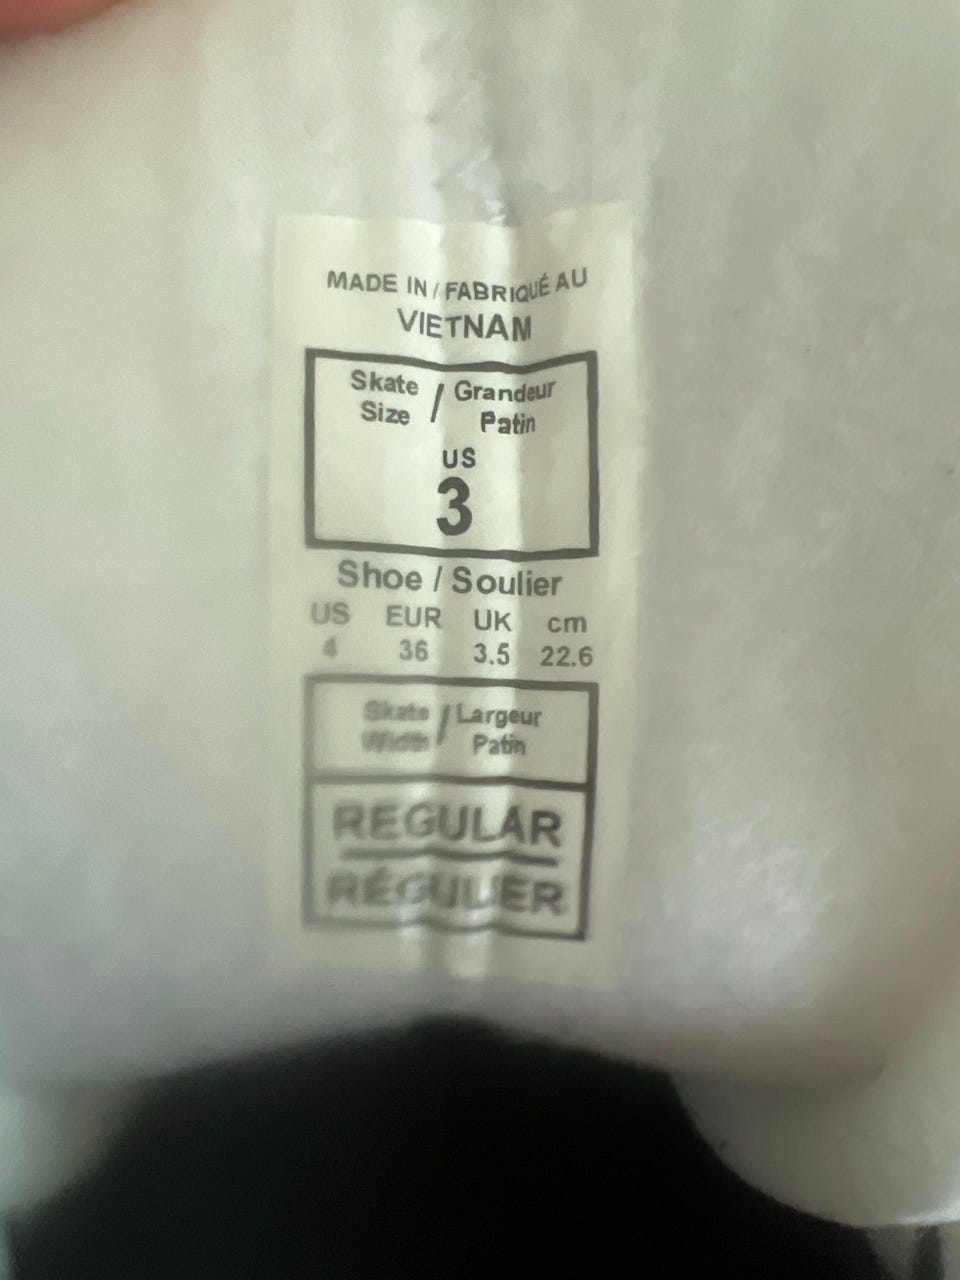 MADE IN / FABRIQUÉ AU
VIETNAM
Skate Size / Grandeur Patin
US
3
Shoe / Soulier
US EUR UK cm
4 36 3.5 22.6
Skate Width / Largeur Patin
REGULAR
RÉGULIER